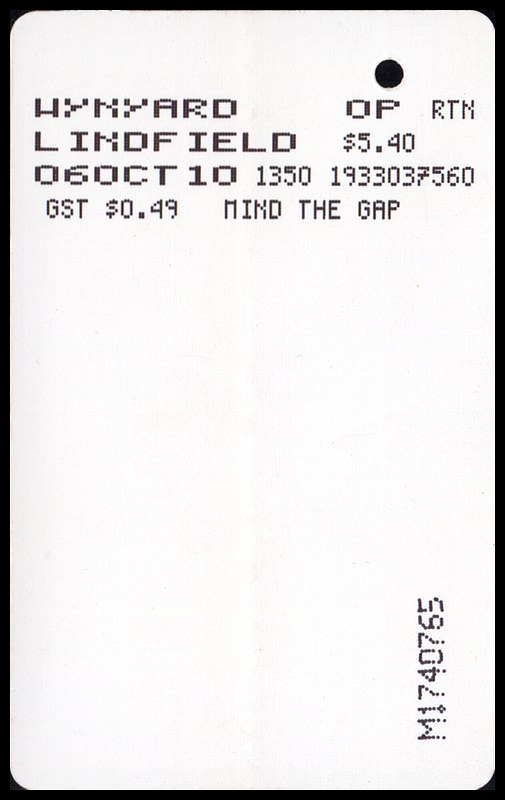 WYNYARD OP RTN
LINDFIELD $5.40
06OCT10 1350 1933037560
GST $0.49 MIND THE GAP
M1740765